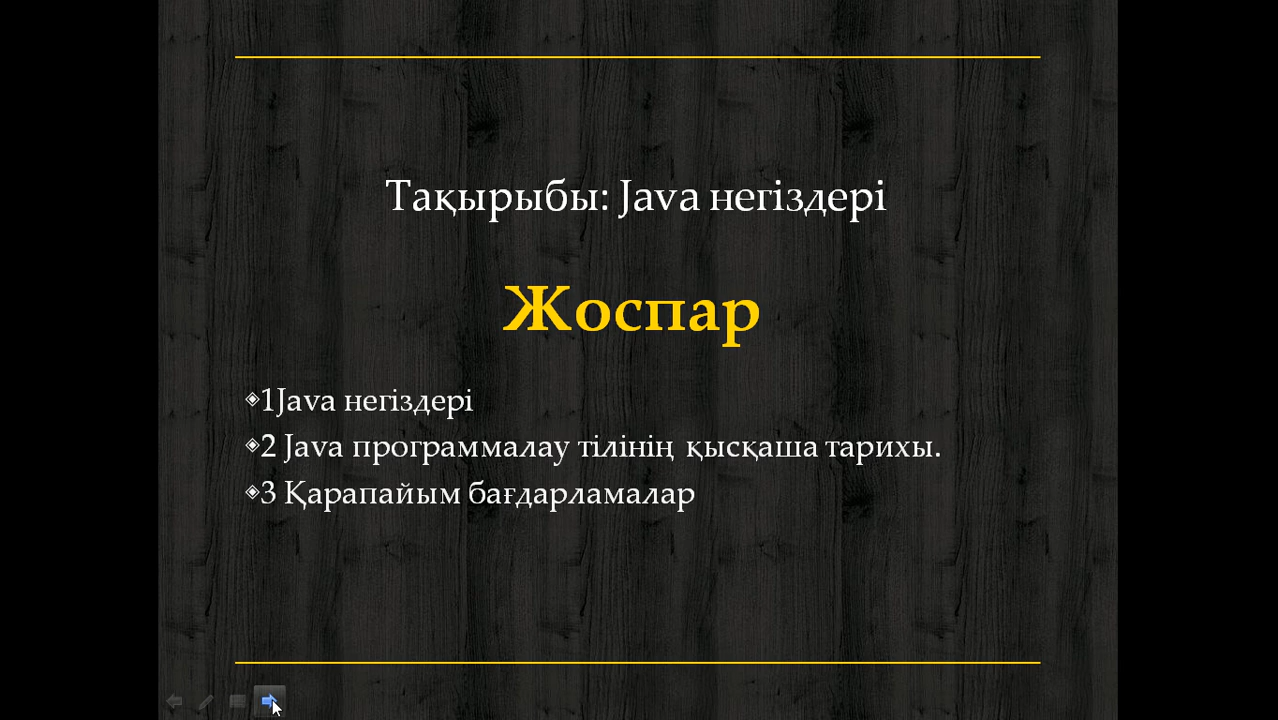 Тақырыбы: Java негіздері
Жоспар
1Java негіздері
2 Java программалау тілінің қысқаша тарихы.
3 Қарапайым бағдарламалар